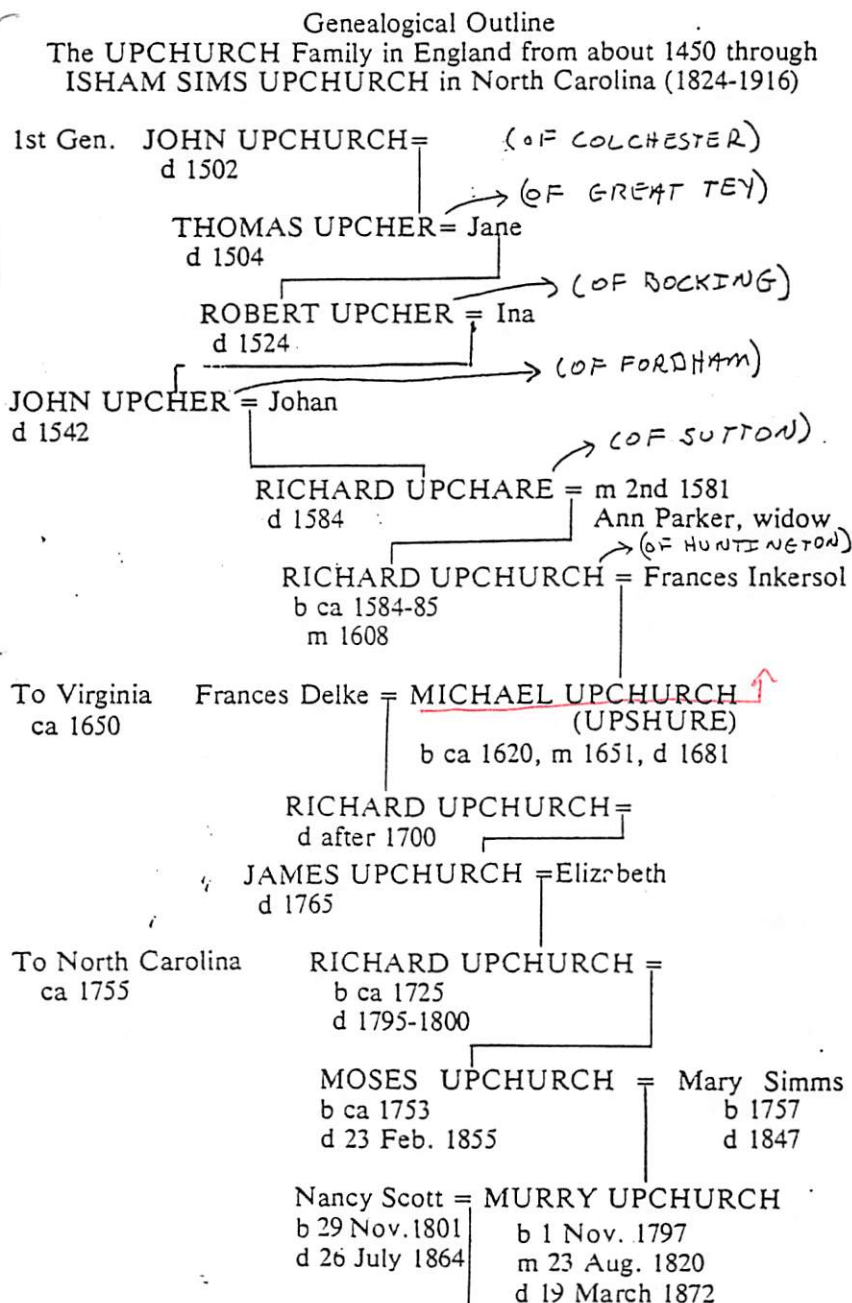 Genealogical Outline
The UPCHURCH Family in England from about 1450 through
ISHAM SIMS UPCHURCH in North Carolina (1824-1916)
1st Gen. JOHN UPCHURCH= (OF COLCHESTER)
d 1502
(OF GREAT TEY)
THOMAS UPCHER= Jane
d 1504
(OF BOCKING)
ROBERT UPCHER = Ina
d 1524
(OF FORDHAM)
JOHN UPCHER = Johan
d 1542
(OF SUTTON).
RICHARD UPCHARE = m 2nd 1581
d 1584 Ann Parker, widow
(OF HUNTINGTON)
RICHARD UPCHURCH = Frances Inkersol
b ca 1584-85
m 1608
To Virginia Frances Delke = MICHAEL UPCHURCH
ca 1650 (UPSHURE)
b ca 1620, m 1651, d 1681
RICHARD UPCHURCH=
d after 1700
JAMES UPCHURCH =Elizabeth
d 1765
To North Carolina RICHARD UPCHURCH =
ca 1755 b ca 1725
d 1795-1800
MOSES UPCHURCH = Mary Simms
b ca 1753 b 1757
d 23 Feb. 1855 d 1847
Nancy Scott = MURRY UPCHURCH
b 29 Nov. 1801 b 1 Nov. 1797
d 26 July 1864 m 23 Aug. 1820
d 19 March 1872